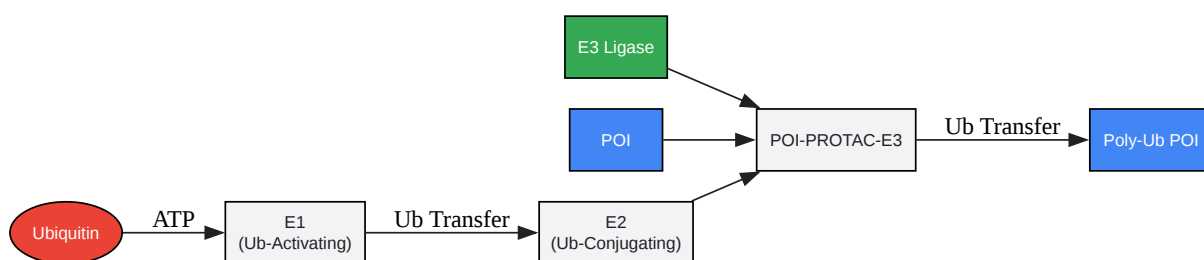 E3 Ligase
POI
POI-PROTAC-E3
Ub Transfer
Poly-Ub POI
Ubiquitin
ATP
E1
(Ub-Activating)
Ub Transfer
E2
(Ub-Conjugating)